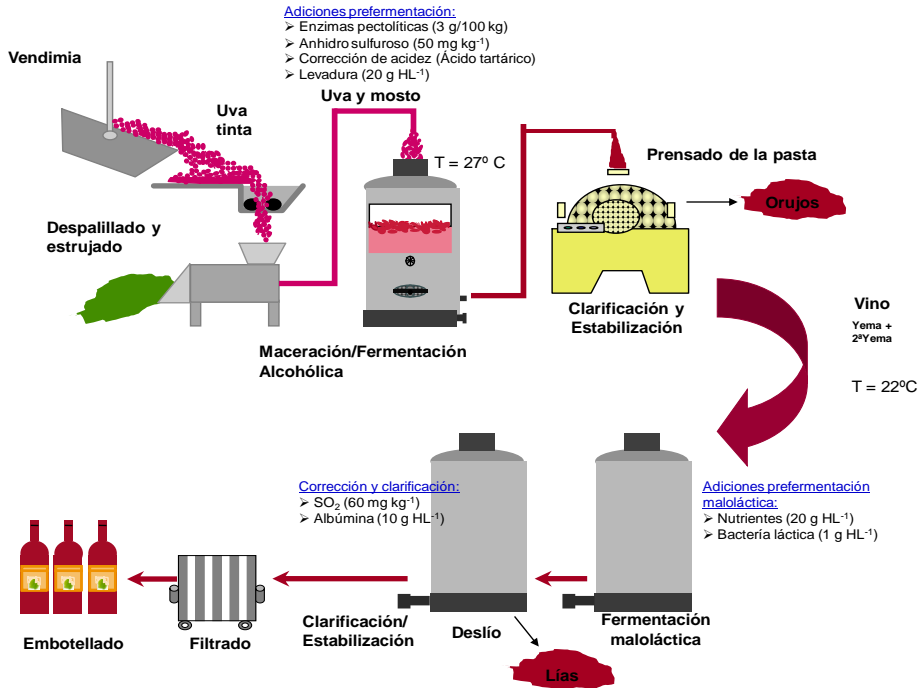 Adiciones prefermentación:
➢ Enzimas pectolíticas (3 g/100 kg)
➢ Anhidro sulfuroso (50 mg kg⁻¹)
➢ Corrección de acidez (Ácido tartárico)
➢ Levadura (20 g HL⁻¹)
Vendimia
Uva y mosto
Uva
tinta
T = 27º C
Prensado de la pasta
Orujos
Despalillado y
estrujado
Clarificación y
Estabilización
Vino
Yema +
2ªYema
Maceración/Fermentación
Alcohólica
T = 22ºC
Corrección y clarificación:
➢ SO₂ (60 mg kg⁻¹)
➢ Albúmina (10 g HL⁻¹)
Adiciones prefermentación
maloláctica:
➢ Nutrientes (20 g HL⁻¹)
➢ Bactería láctica (1 g HL⁻¹)
Embotellado
Filtrado
Clarificación/
Estabilización
Deslío
Fermentación
maloláctica
Lías